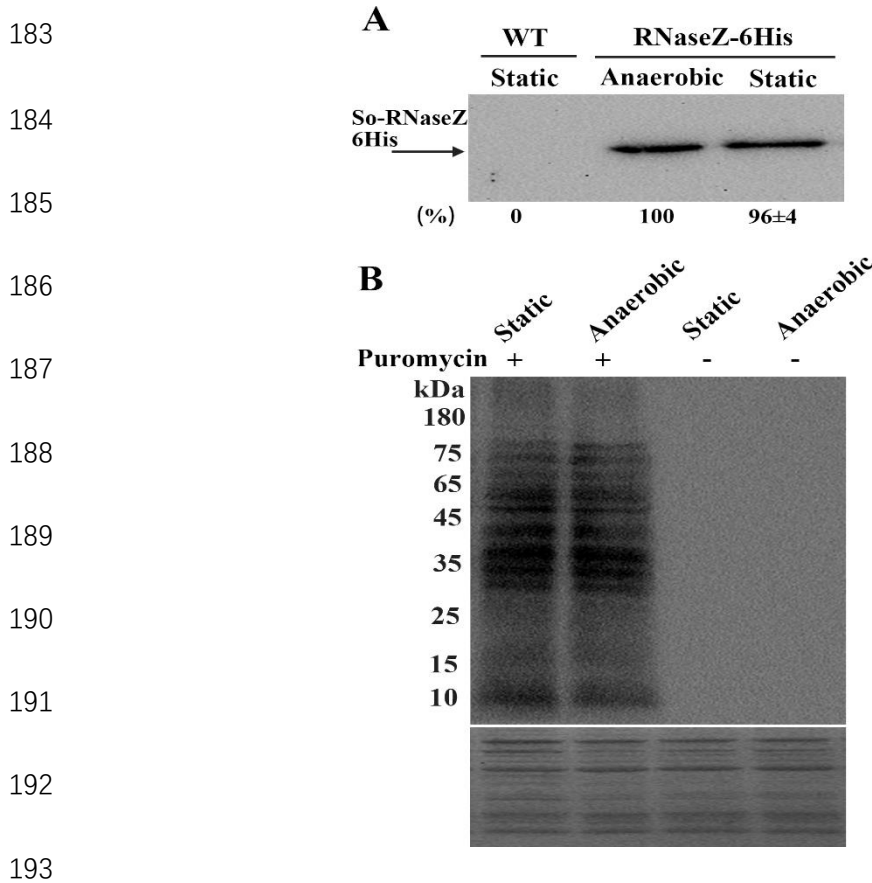 183
A
WT RNaseZ-6His
Static Anaerobic Static
184
So-RNaseZ
6His
185
(%) 0 100 96±4
186
B
Static Anaerobic Static Anaerobic
187
Puromycin + + - -
kDa
180
188
75
65
45
189
35
190
25
15
191
10
192
193